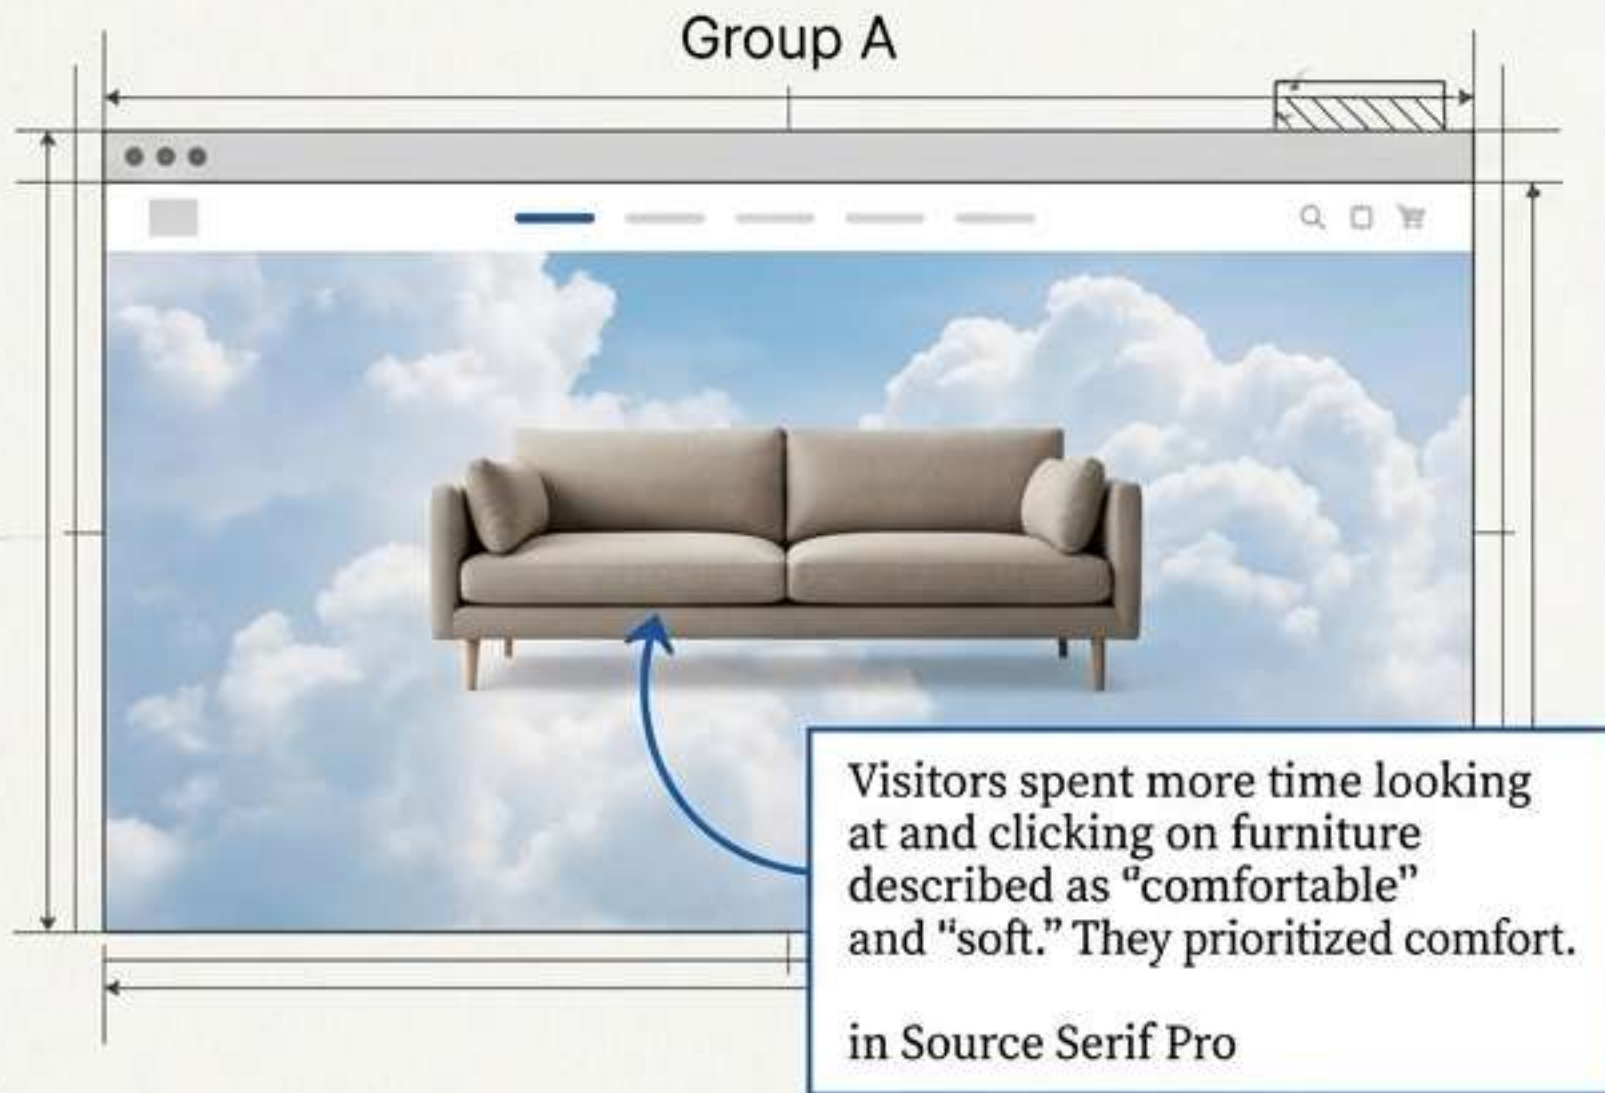 Group A
Visitors spent more time looking
at and clicking on furniture
described as “comfortable”
and “soft.” They prioritized comfort.
in Source Serif Pro